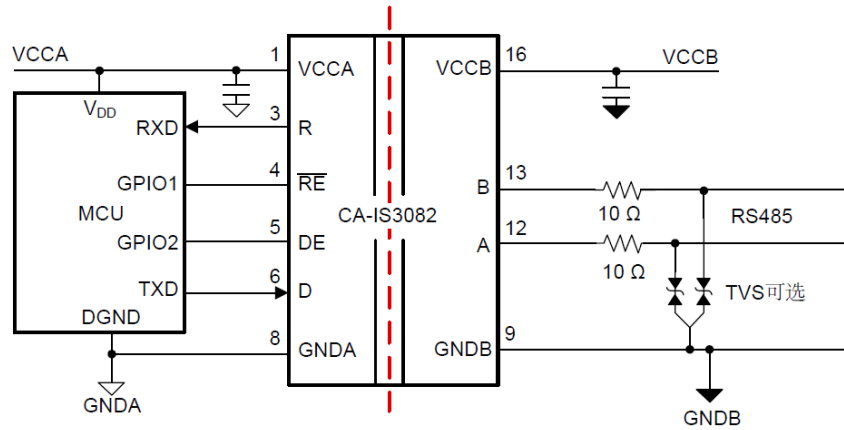 VCCA
1
VCCA
VCCB
16
VCCB
VDD
RXD
3
R
GPIO1
4
RE
B
13
10 Ω
RS485
MCU
CA-IS3082
GPIO2
5
DE
A
12
10 Ω
TXD
6
D
TVS可选
DGND
8
GNDA
GNDB
9
GNDA
GNDB